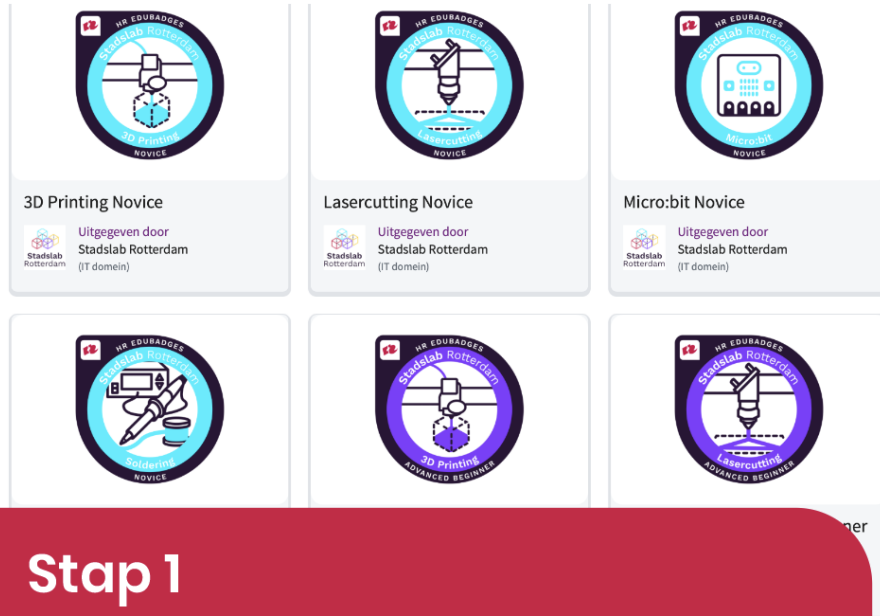 HR EDUBADGES
Stadslab Rotterdam
3D Printing
NOVICE
HR EDUBADGES
Stadslab Rotterdam
Lasercutting
NOVICE
HR EDUBADGES
Stadslab Rotterdam
Micro:bit
NOVICE
3D Printing Novice
Lasercutting Novice
Micro:bit Novice
Uitgegeven door
Stadslab Rotterdam
(IT domein)
Stadslab
Rotterdam
Uitgegeven door
Stadslab Rotterdam
(IT domein)
Stadslab
Rotterdam
Uitgegeven door
Stadslab Rotterdam
(IT domein)
Stadslab
Rotterdam
HR EDUBADGES
Stadslab Rotterdam
Soldering
NOVICE
HR EDUBADGES
Stadslab Rotterdam
3D Printing
ADVANCED BEGINNER
HR EDUBADGES
Stadslab Rotterdam
Lasercutting
ADVANCED BEGINNER
ner
Stap 1